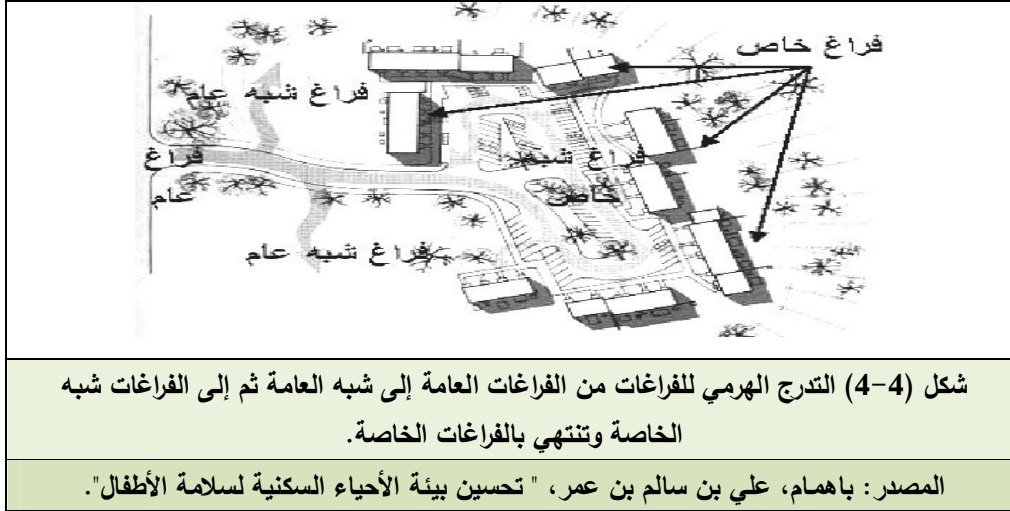 فراغ خاص
فراغ شبه عام
فراغ شبه
خاص
فراغ
عام
فراغ شبه عام
شكل (4-4) التدرج الهرمي للفراغات من الفراغات العامة إلى شبه العامة ثم إلى الفراغات شبه
الخاصة وتنتهي بالفراغات الخاصة.
المصدر: باهمام، علي بن سالم بن عمر، " تحسين بيئة الأحياء السكنية لسلامة الأطفال".